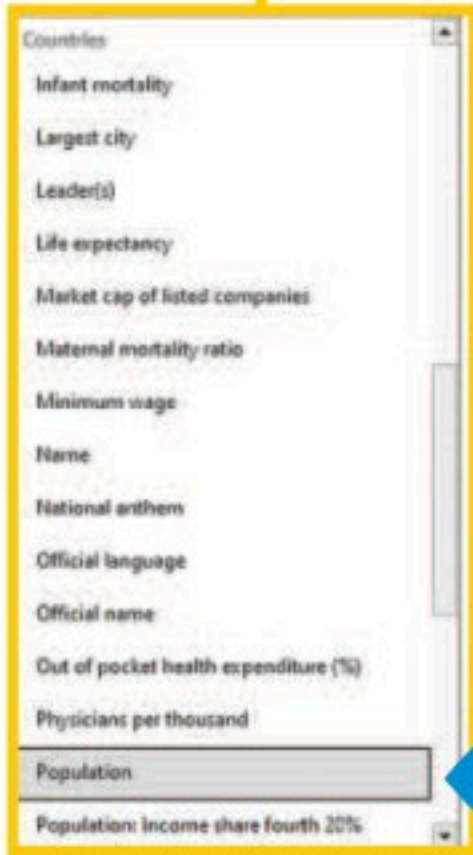 Countries
Infant mortality
Largest city
Leader(s)
Life expectancy
Market cap of listed companies
Maternal mortality ratio
Minimum wage
Name
National anthem
Official language
Official name
Out of pocket health expenditure (%)
Physicians per thousand
Population
Population: Income share fourth 20%